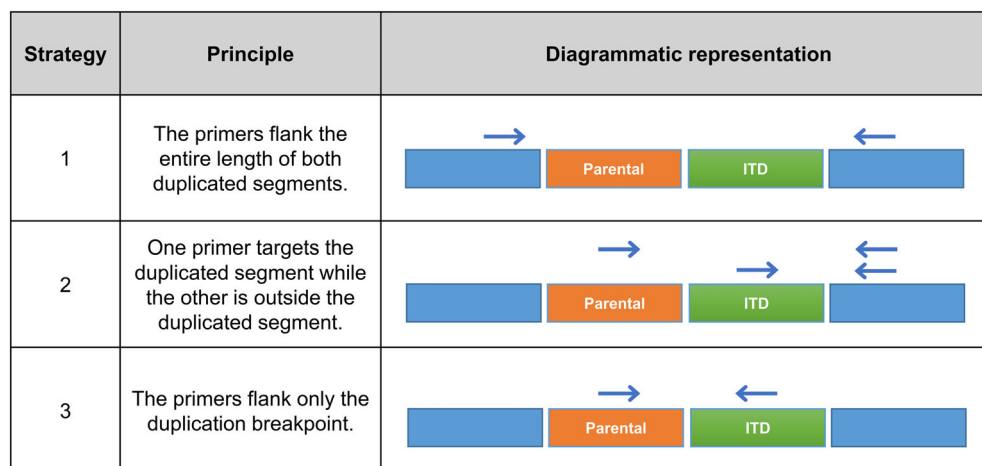 Strategy
Principle
Diagrammatic representation
1
The primers flank the
entire length of both
duplicated segments.
Parental
ITD
2
One primer targets the
duplicated segment while
the other is outside the
duplicated segment.
Parental
ITD
3
The primers flank only the
duplication breakpoint.
Parental
ITD